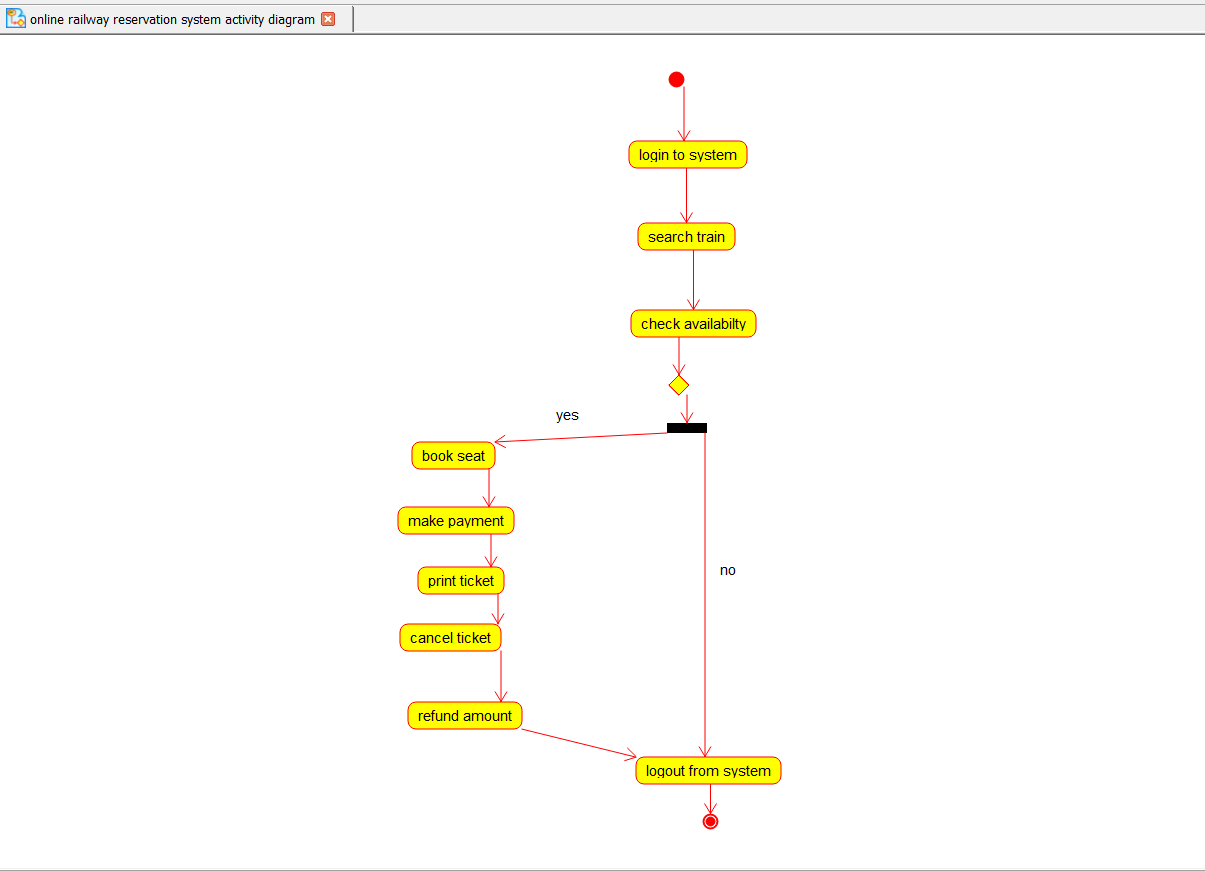 online railway reservation system activity diagram
login to system
search train
check availabilty
yes
book seat
make payment
no
print ticket
cancel ticket
refund amount
logout from system